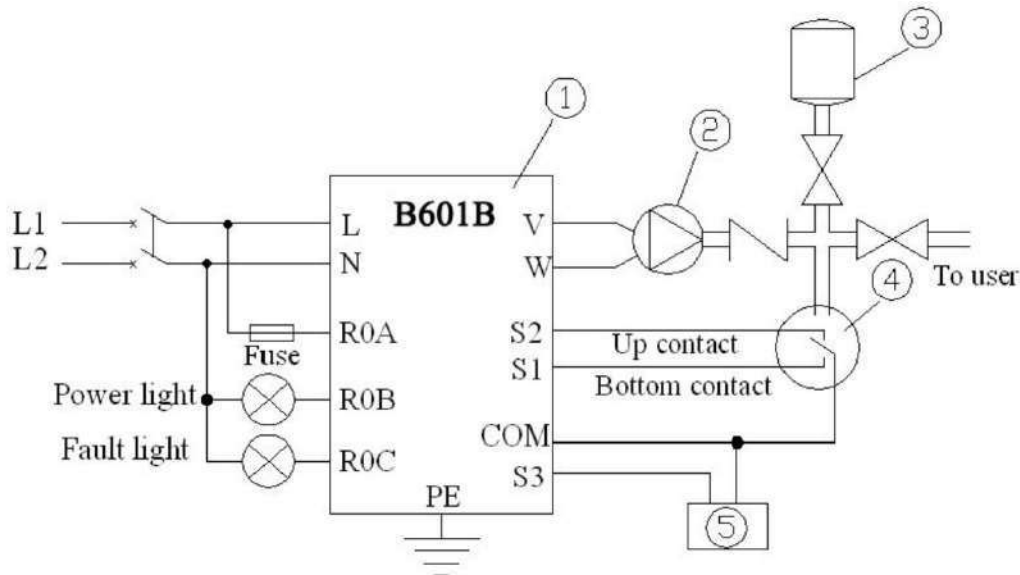 ③
①
②
B601B
L1
L
V
L2
N
W
To user
④
R0A
S2
Up contact
Fuse
S1
Bottom contact
Power light
R0B
Fault light
R0C
COM
S3
PE
⑤